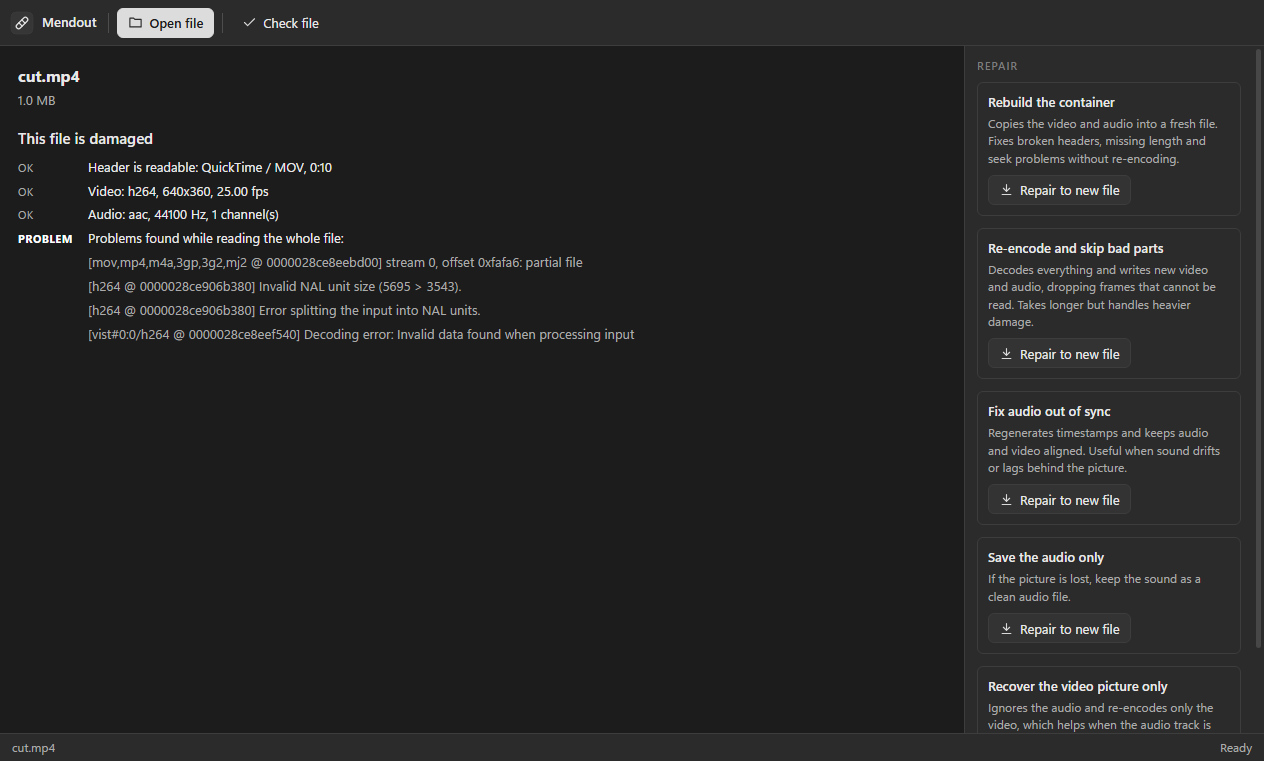 Mendout
Open file
Check file
cut.mp4
1.0 MB
This file is damaged
OK Header is readable: QuickTime / MOV, 0:10
OK Video: h264, 640x360, 25.00 fps
OK Audio: aac, 44100 Hz, 1 channel(s)
PROBLEM Problems found while reading the whole file:
[mov,mp4,m4a,3gp,3g2,mj2 @ 0000028ce8eebd00] stream 0, offset 0xfafa6: partial file
[h264 @ 0000028ce906b380] Invalid NAL unit size (5695 > 3543).
[h264 @ 0000028ce906b380] Error splitting the input into NAL units.
[vist#0:0/h264 @ 0000028ce8eef540] Decoding error: Invalid data found when processing input
REPAIR
Rebuild the container
Copies the video and audio into a fresh file.
Fixes broken headers, missing length and
seek problems without re-encoding.
Repair to new file
Re-encode and skip bad parts
Decodes everything and writes new video
and audio, dropping frames that cannot be
read. Takes longer but handles heavier
damage.
Repair to new file
Fix audio out of sync
Regenerates timestamps and keeps audio
and video aligned. Useful when sound drifts
or lags behind the picture.
Repair to new file
Save the audio only
If the picture is lost, keep the sound as a
clean audio file.
Repair to new file
Recover the video picture only
Ignores the audio and re-encodes only the
video, which helps when the audio track is
cut.mp4
Ready